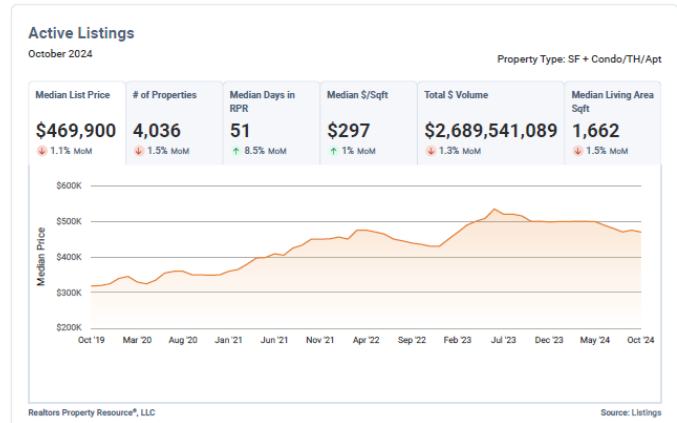 Active Listings
October 2024
Property Type: SF + Condo/TH/Apt
Median List Price
$469,900
1.1% MoM
# of Properties
4,036
1.5% MoM
Median Days in
RPR
51
8.5% MoM
Median $/Sqft
$297
1% MoM
Total $ Volume
$2,689,541,089
1.3% MoM
Median Living Area
Sqft
1,662
1.5% MoM
Median Price
$600K
$500K
$400K
$300K
$200K
Oct '19 Mar '20 Aug '20 Jan '21 Jun '21 Nov '21 Apr '22 Sep '22 Feb '23 Jul '23 Dec '23 May '24 Oct '24
Realtors Property Resource®, LLC
Source: Listings